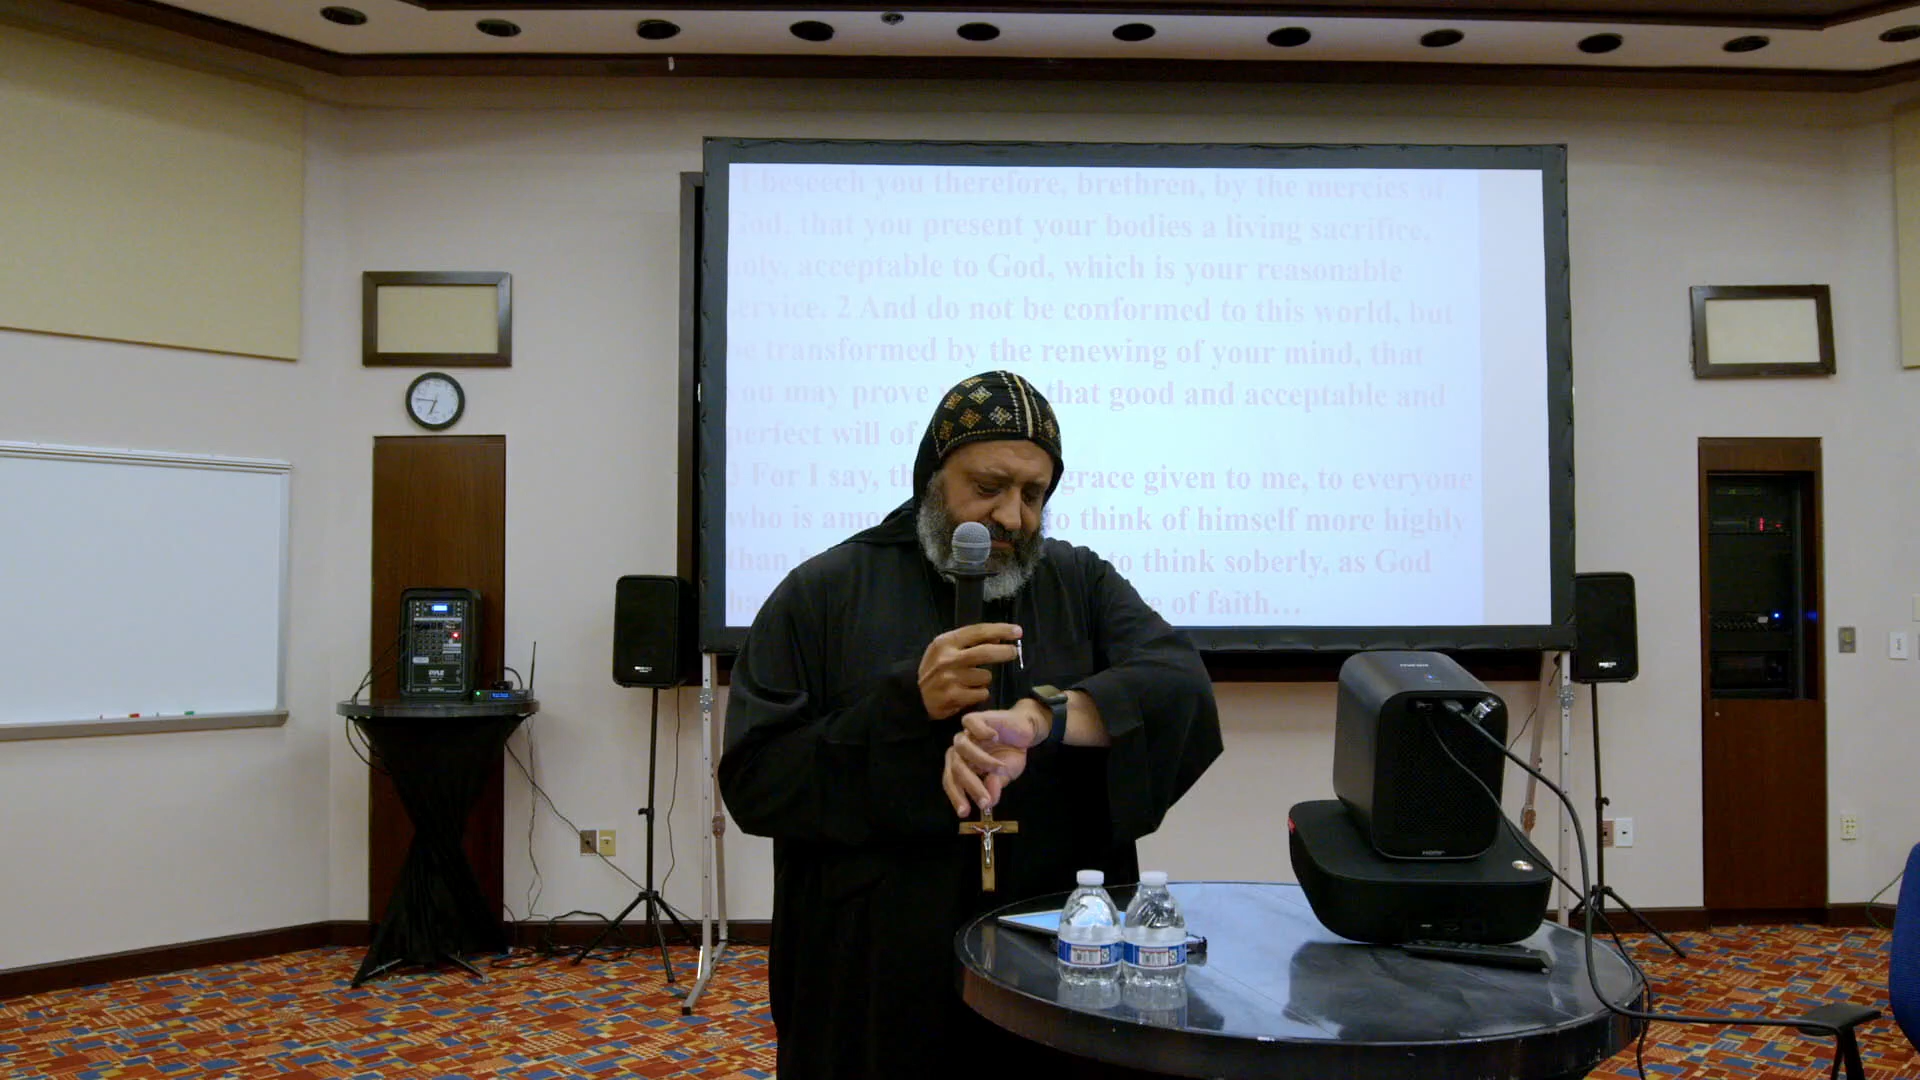 I beseech you therefore, brethren, by the mercies of
God, that you present your bodies a living sacrifice,
holy, acceptable to God, which is your reasonable
service. 2 And do not be conformed to this world, but
be transformed by the renewing of your mind, that
you may prove that good and acceptable and
perfect will of
3 For I say, grace given to me, to everyone
who is to think of himself more highly
than to think soberly, as God
of faith…
PYLE
HDMI